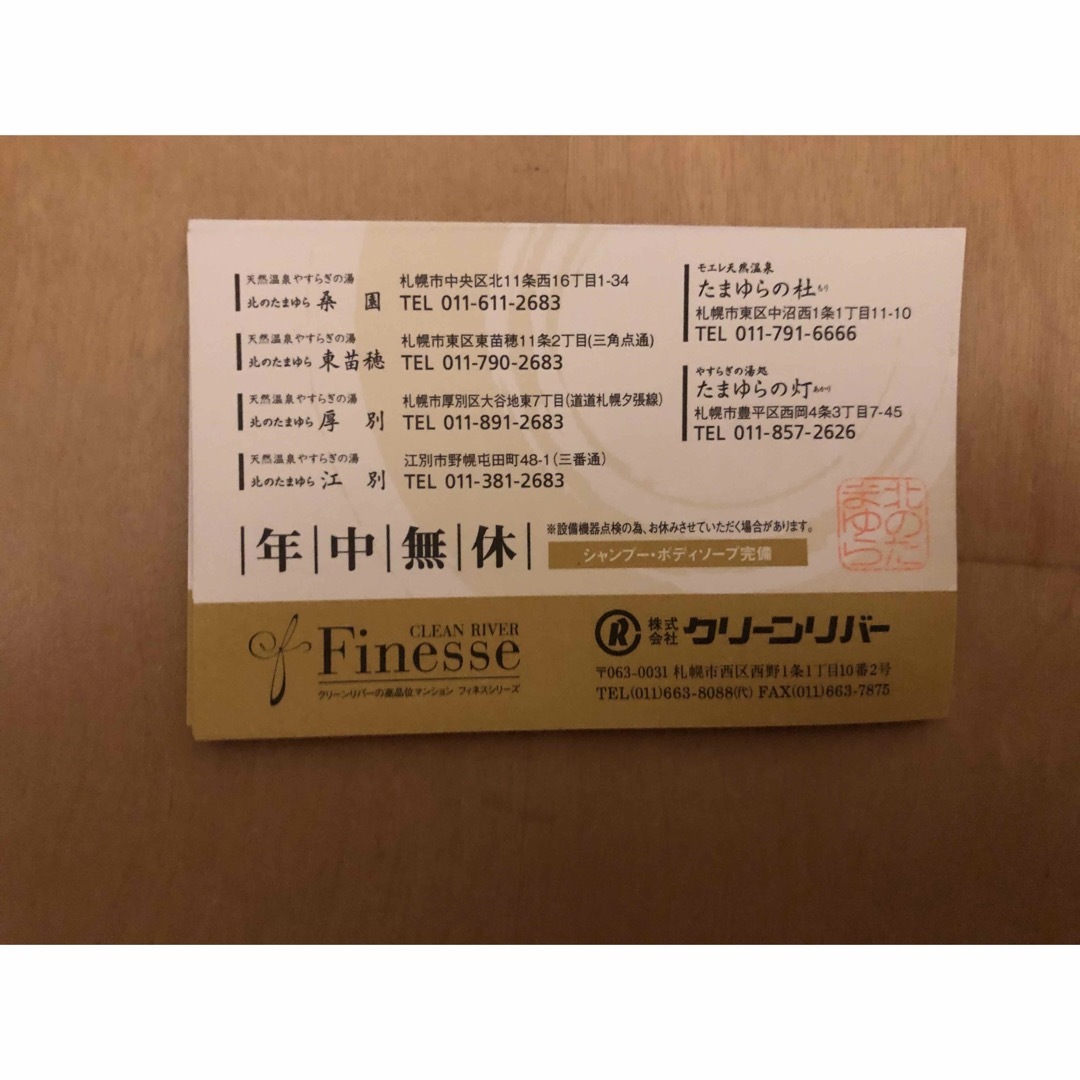 天然温泉やすらぎの湯
北のたまゆら 桑園
札幌市中央区北11条西16丁目1-34
TEL 011-611-2683
天然温泉やすらぎの湯
北のたまゆら 東苗穂
札幌市東区東苗穂11条2丁目(三角点通)
TEL 011-790-2683
天然温泉やすらぎの湯
北のたまゆら 厚別
札幌市厚別区大谷地東7丁目(道道札幌夕張線)
TEL 011-891-2683
天然温泉やすらぎの湯
北のたまゆら 江別
江別市野幌屯田町48-1(三番通)
TEL 011-381-2683
モエレ天然温泉
たまゆらの杜もり
札幌市東区中沼西1条1丁目11-10
TEL 011-791-6666
やすらぎの湯処
たまゆらの灯あかり
札幌市豊平区西岡4条3丁目7-45
TEL 011-857-2626
年中無休
※設備機器点検の為、お休みさせていただく場合があります。
シャンプー・ボディソープ完備
北のた
まゆら
CLEAN RIVER
Finesse
クリーンリバーの高品位マンション フィネスシリーズ
R 株式会社 クリーンリバー
〒063-0031 札幌市西区西野1条1丁目10番2号
TEL(011)663-8088(代) FAX(011)663-7875